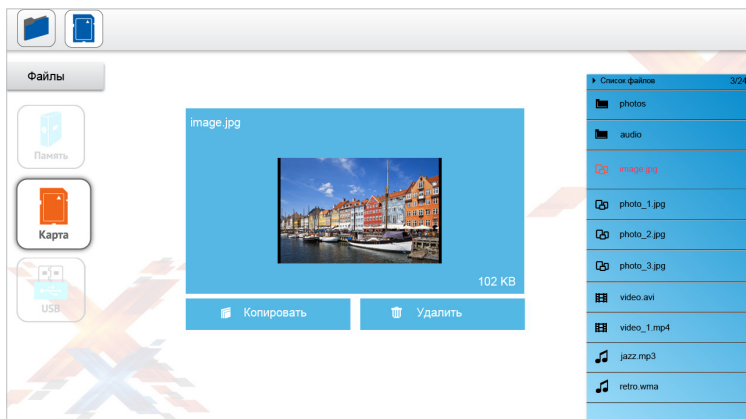 Файлы
Память
Карта
USB
image.jpg
102 KB
Копировать
Удалить
Список файлов 3/24
photos
audio
image.jpg
photo_1.jpg
photo_2.jpg
photo_3.jpg
video.avi
video_1.mp4
jazz.mp3
retro.wma